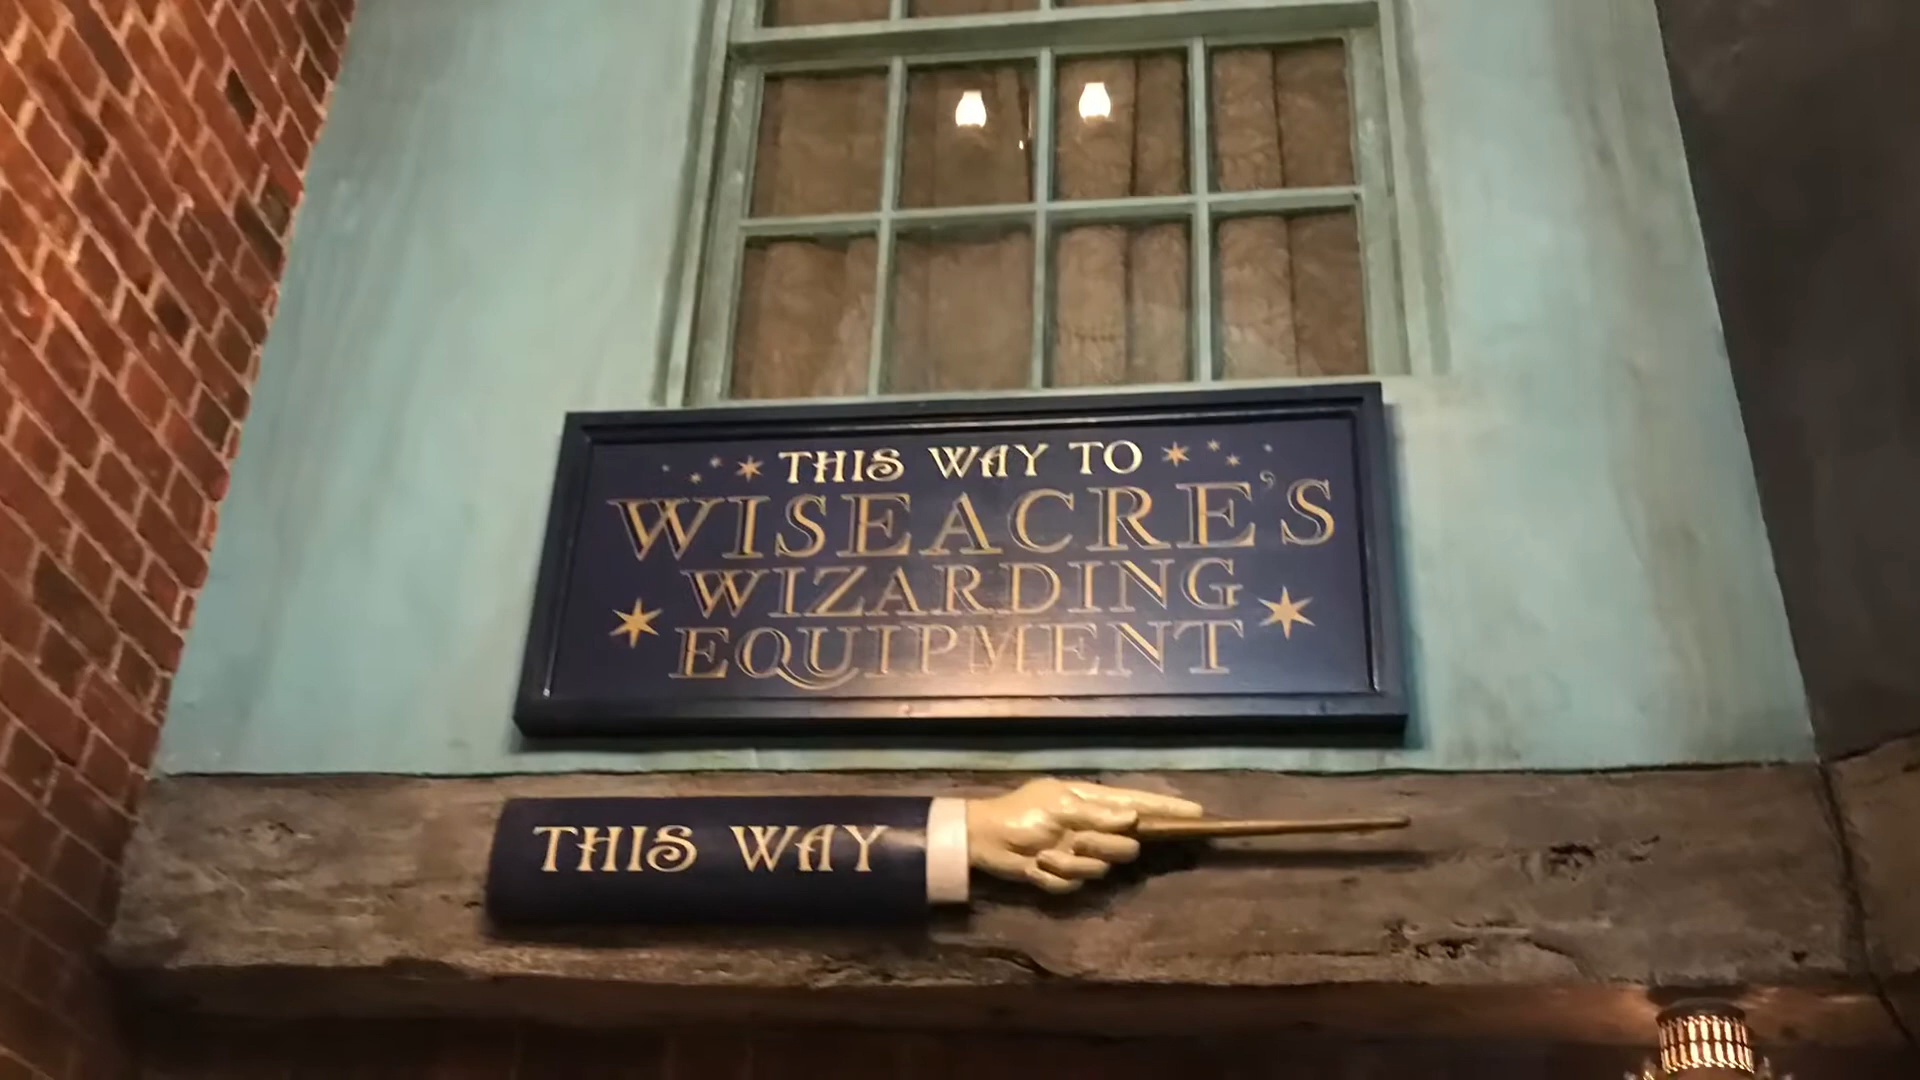 THIS WAY TO
WISEACRE'S
WIZARDING
EQUIPMENT
THIS WAY